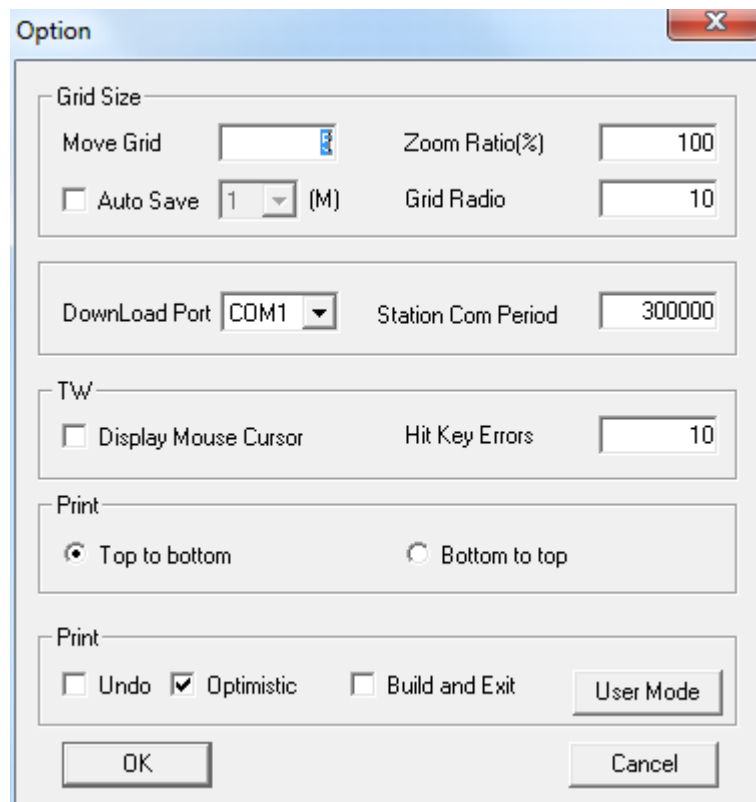 Option
Grid Size
Move Grid 5 Zoom Ratio(%) 100
Auto Save 1 (M) Grid Radio 10
DownLoad Port COM1 Station Com Period 300000
TW
Display Mouse Cursor Hit Key Errors 10
Print
Top to bottom Bottom to top
Print
Undo Optimistic Build and Exit User Mode
OK Cancel